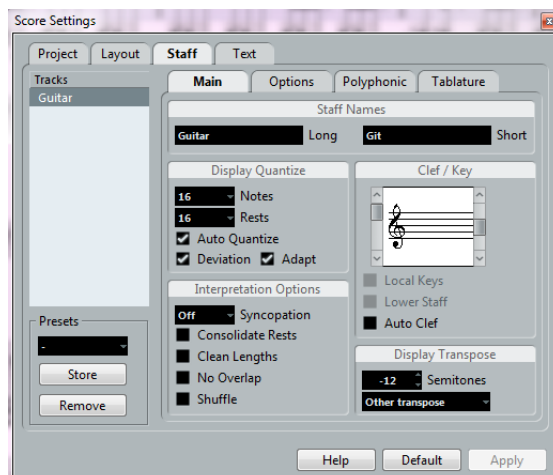 Score Settings
Project Layout Staff Text
Tracks
Guitar
Main Options Polyphonic Tablature
Staff Names
Guitar Long Git Short
Display Quantize
16 Notes
16 Rests
Auto Quantize
Deviation Adapt
Clef / Key
Local Keys
Lower Staff
Auto Clef
Interpretation Options
Off Syncopation
Consolidate Rests
Clean Lengths
No Overlap
Shuffle
Display Transpose
-12 Semitones
Other transpose
Presets
-
Store
Remove
Help Default Apply